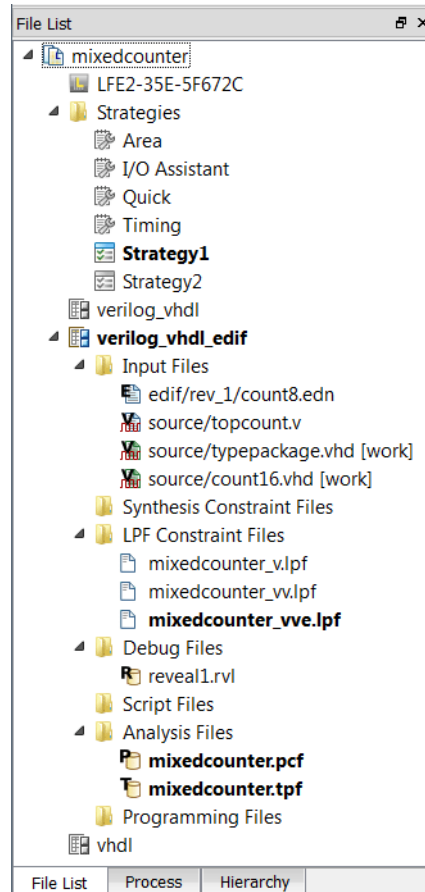 File List
mixedcounter
LFE2-35E-5F672C
Strategies
Area
I/O Assistant
Quick
Timing
Strategy1
Strategy2
verilog_vhdl
verilog_vhdl_edif
Input Files
edif/rev_1/count8.edn
source/topcount.v
source/typepackage.vhd [work]
source/count16.vhd [work]
Synthesis Constraint Files
LPF Constraint Files
mixedcounter_v.lpf
mixedcounter_vv.lpf
mixedcounter_vve.lpf
Debug Files
reveal1.rvl
Script Files
Analysis Files
mixedcounter.pcf
mixedcounter.tpf
Programming Files
vhdl
File List Process Hierarchy